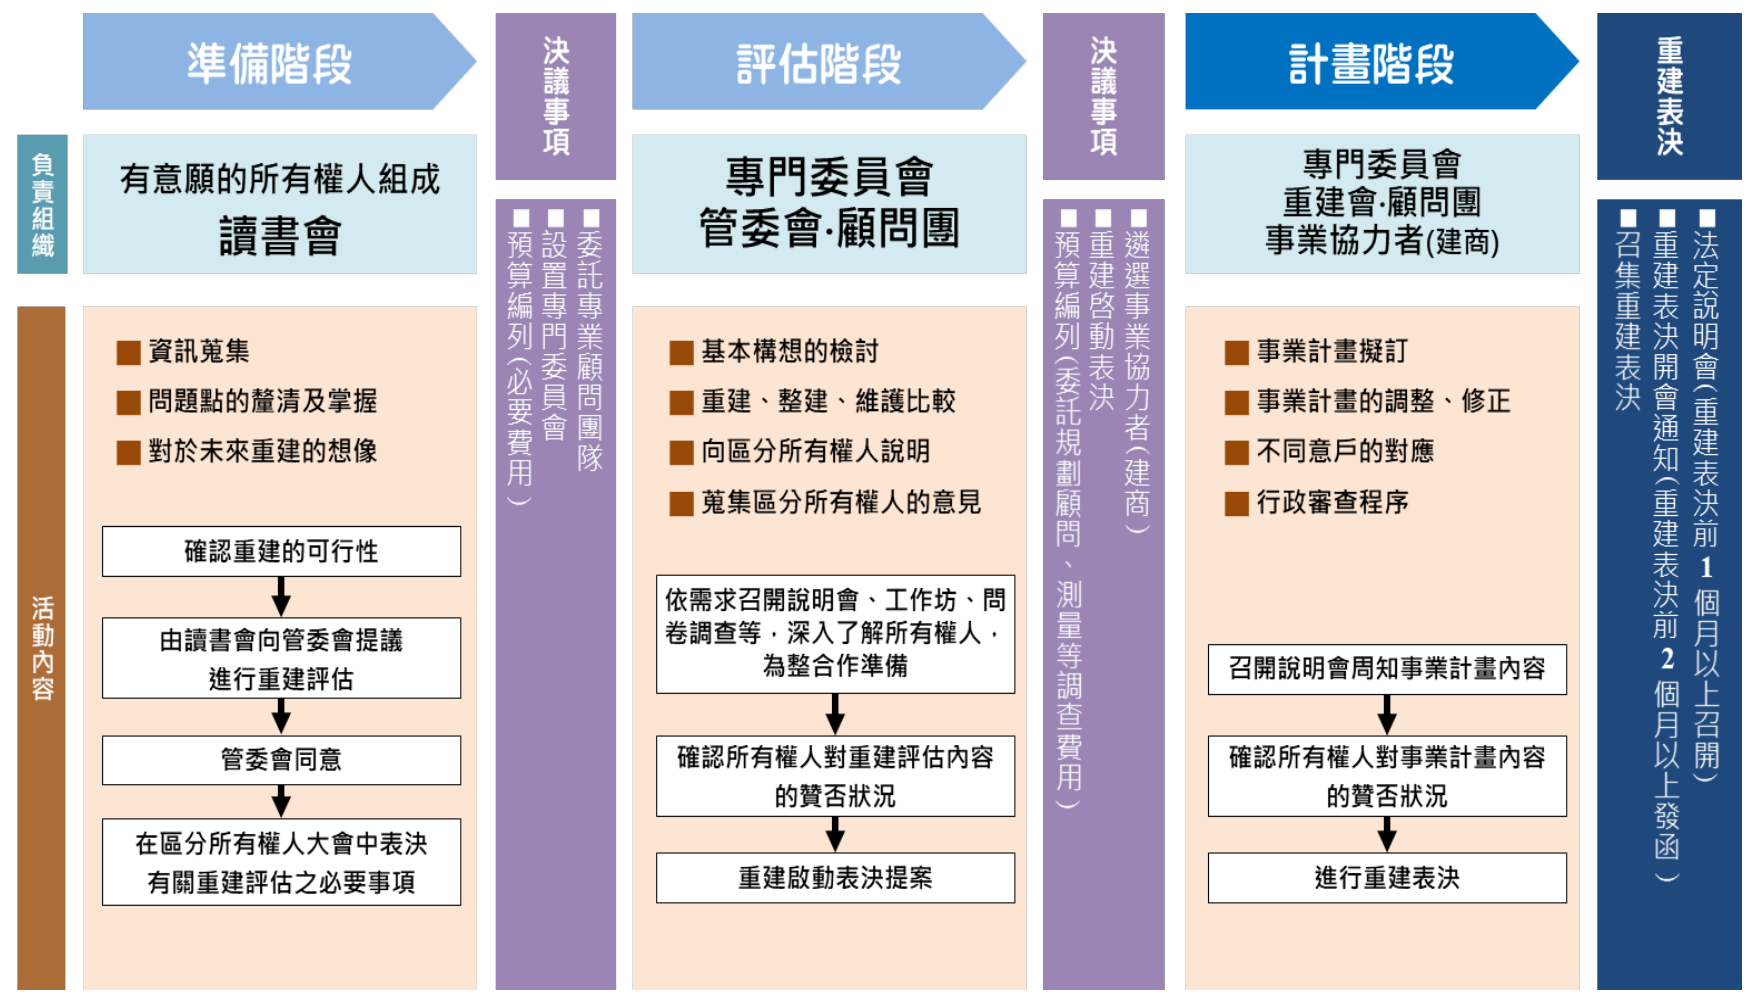 準備階段
決議事項
評估階段
決議事項
計畫階段
重建表決
負責組織
有意願的所有權人組成
讀書會
專門委員會
管委會·顧問團
專門委員會
重建會·顧問團
事業協力者(建商)
活動內容
■ 資訊蒐集
■ 問題點的釐清及掌握
■ 對於未來重建的想像
確認重建的可行性
由讀書會向管委會提議
進行重建評估
管委會同意
在區分所有權人大會中表決
有關重建評估之必要事項
■委託專業顧問團隊
■設置專門委員會
■預算編列(必要費用)
■ 基本構想的檢討
■ 重建、整建、維護比較
■ 向區分所有權人說明
■ 蒐集區分所有權人的意見
依需求召開說明會、工作坊、問
卷調查等，深入了解所有權人，
為整合作準備
確認所有權人對重建評估內容
的贊否狀況
重建啟動表決提案
■遴選事業協力者(建商)
■重建啓動表決
■預算編列(委託規劃顧問、測量等調查費用)
■ 事業計畫擬訂
■ 事業計畫的調整、修正
■ 不同意戶的對應
■ 行政審查程序
召開說明會周知事業計畫內容
確認所有權人對事業計畫內容
的贊否狀況
進行重建表決
■法定說明會(重建表決前1個月以上召開)
■重建表決開會通知(重建表決前2個月以上發函)
■召集重建表決